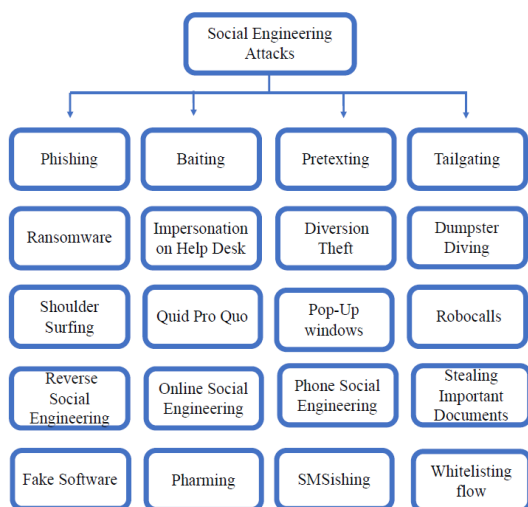 Social Engineering
Attacks
Phishing
Baiting
Pretexting
Tailgating
Ransomware
Impersonation
on Help Desk
Diversion
Theft
Dumpster
Diving
Shoulder
Surfing
Quid Pro Quo
Pop-Up
windows
Robocalls
Reverse
Social
Engineering
Online Social
Engineering
Phone Social
Engineering
Stealing
Important
Documents
Fake Software
Pharming
SMSishing
Whitelisting
flow